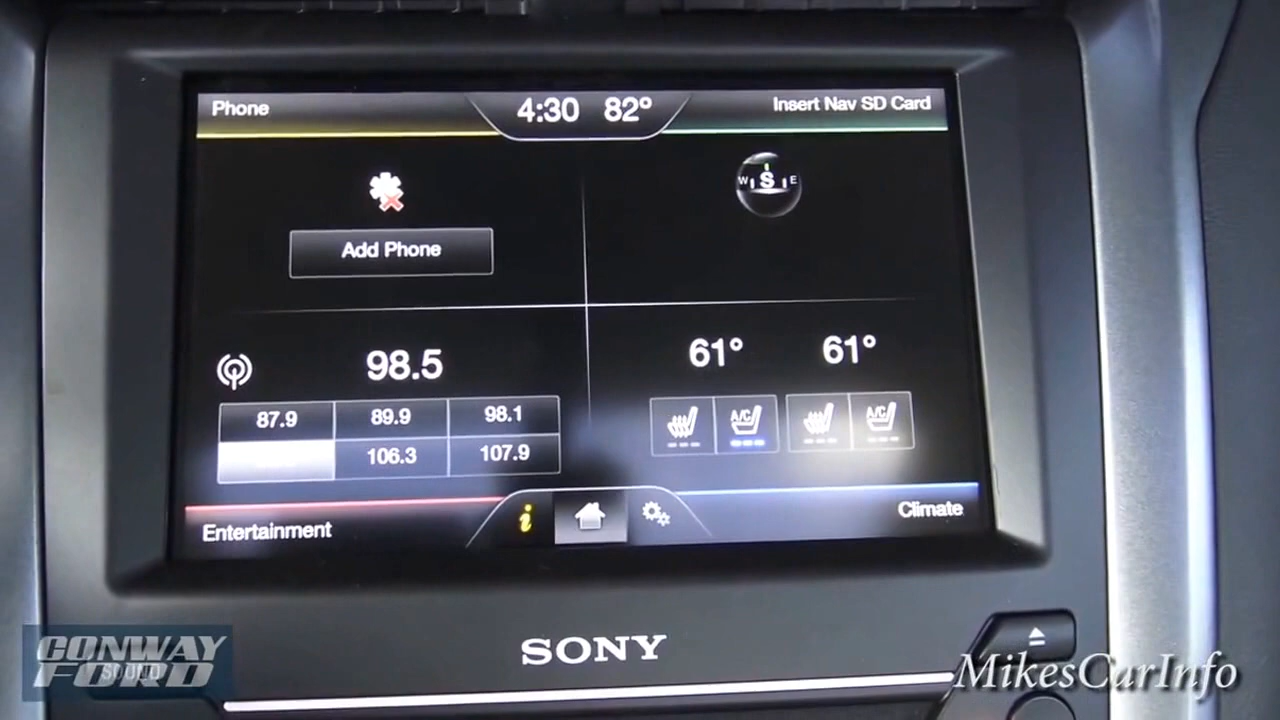 Phone
4:30 82°
Insert Nav SD Card
W S E
Add Phone
98.5
61° 61°
87.9 89.9 98.1
106.3 107.9
A/C A/C
Entertainment
i
Climate
SONY
CONWAY
FORD
SOUND
MikesCarInfo